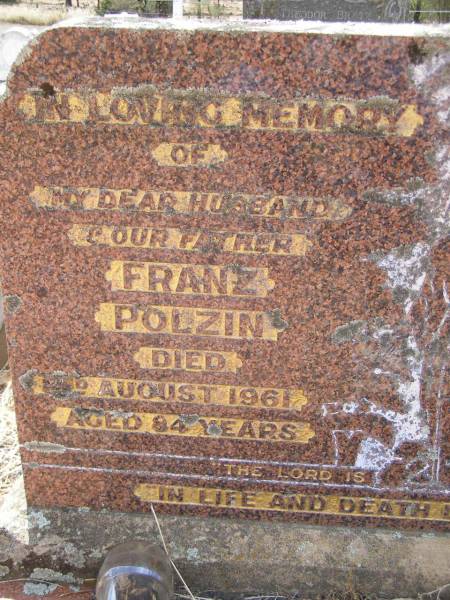 IN LOVING MEMORY
OF
MY DEAR HUSBAND
& OUR FATHER
FRANZ
POLZIN
DIED
AUGUST 1961
AGED 84 YEARS
THE LORD IS
IN LIFE AND DEATH